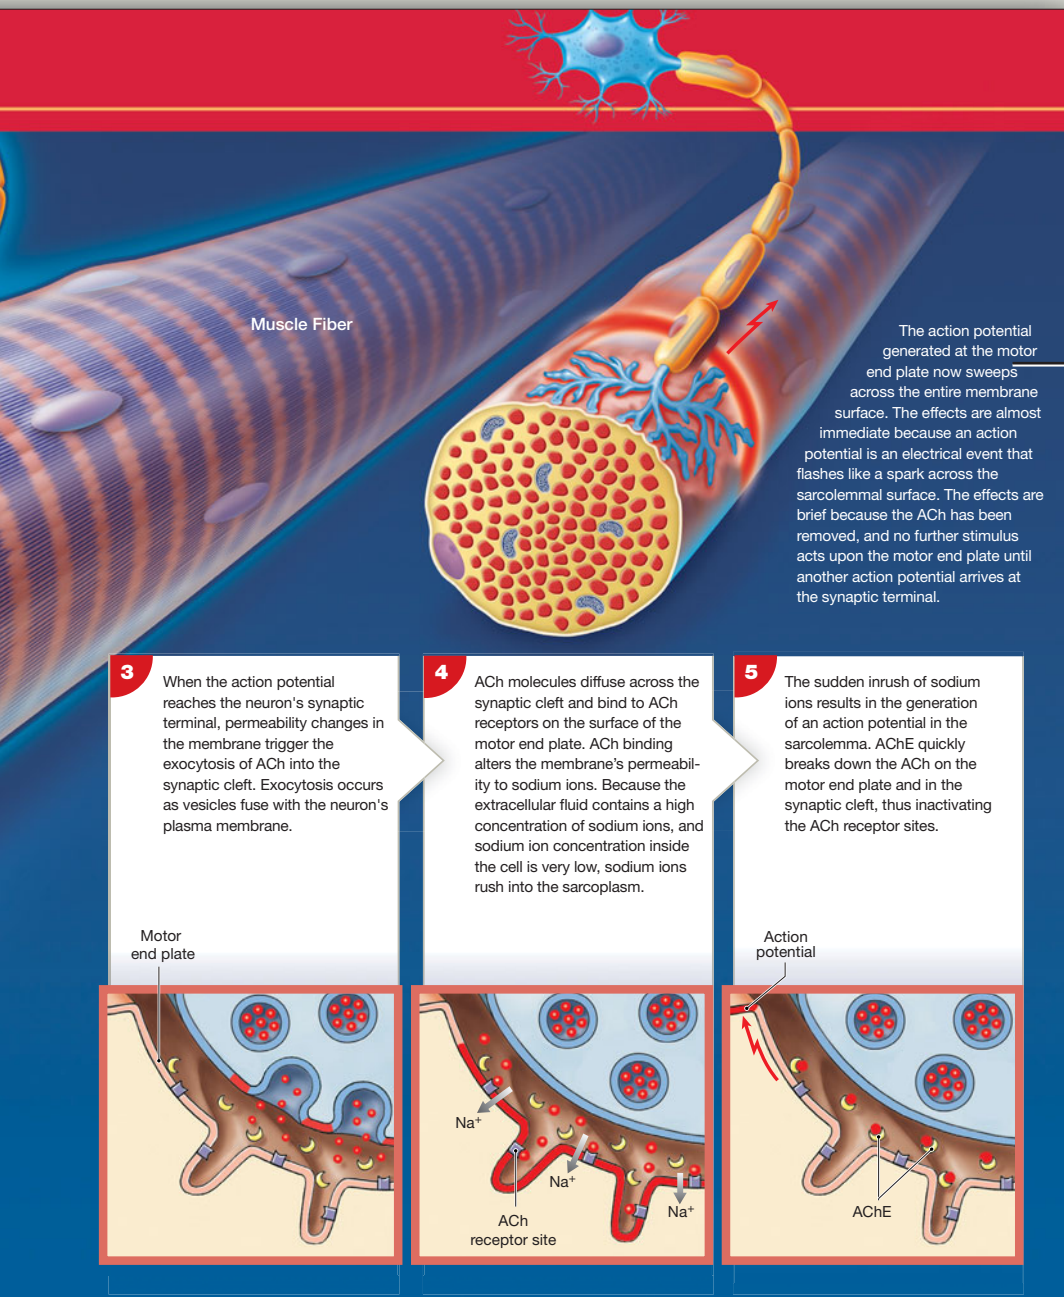 Muscle Fiber
The action potential
generated at the motor
end plate now sweeps
across the entire membrane
surface. The effects are almost
immediate because an action
potential is an electrical event that
flashes like a spark across the
sarcolemmal surface. The effects are
brief because the ACh has been
removed, and no further stimulus
acts upon the motor end plate until
another action potential arrives at
the synaptic terminal.
3
When the action potential
reaches the neuron's synaptic
terminal, permeability changes in
the membrane trigger the
exocytosis of ACh into the
synaptic cleft. Exocytosis occurs
as vesicles fuse with the neuron's
plasma membrane.
Motor
end plate
4
ACh molecules diffuse across the
synaptic cleft and bind to ACh
receptors on the surface of the
motor end plate. ACh binding
alters the membrane’s permeabil-
ity to sodium ions. Because the
extracellular fluid contains a high
concentration of sodium ions, and
sodium ion concentration inside
the cell is very low, sodium ions
rush into the sarcoplasm.
Na+
Na+
Na+
ACh
receptor site
5
The sudden inrush of sodium
ions results in the generation
of an action potential in the
sarcolemma. AChE quickly
breaks down the ACh on the
motor end plate and in the
synaptic cleft, thus inactivating
the ACh receptor sites.
Action
potential
AChE